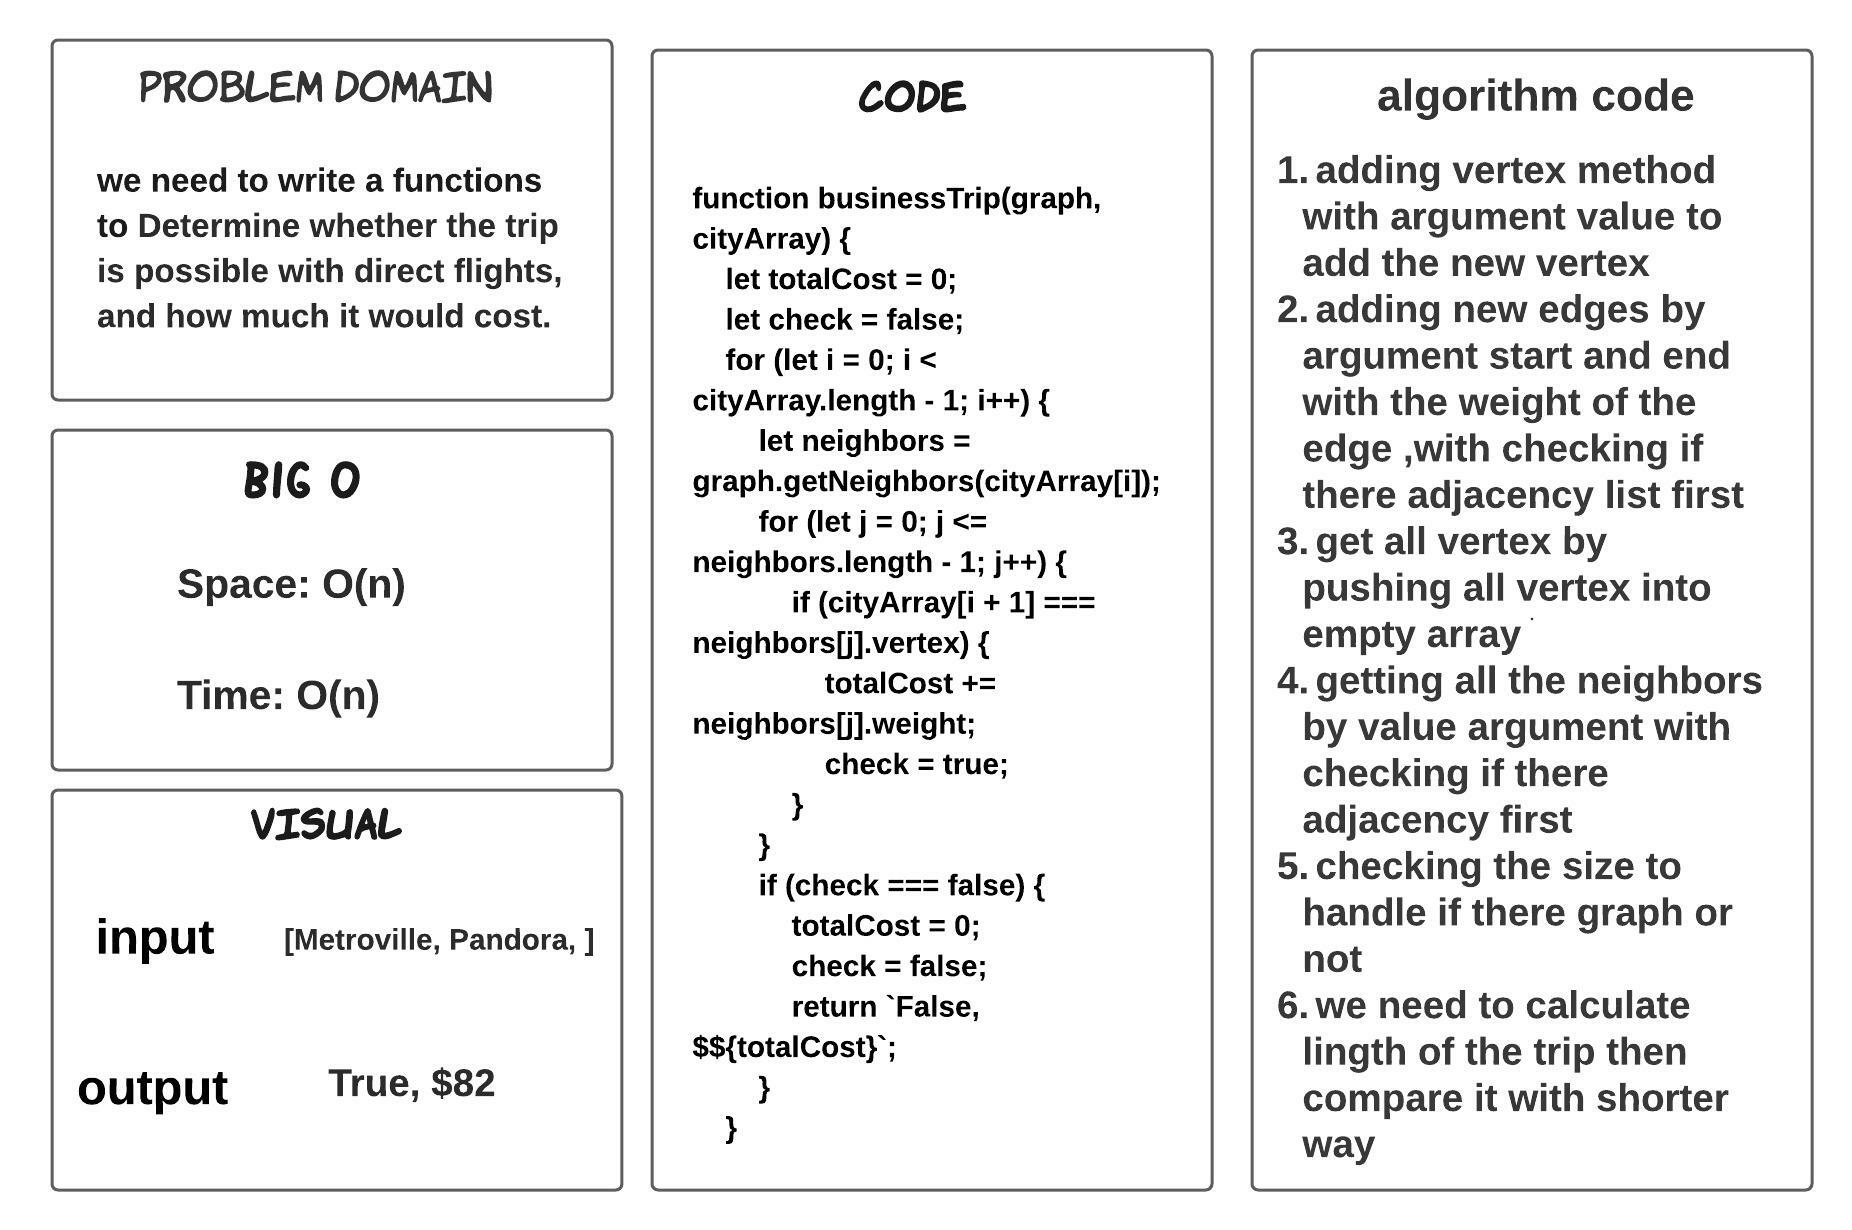 PROBLEM DOMAIN
we need to write a functions
to Determine whether the trip
is possible with direct flights,
and how much it would cost.
BIG O
Space: O(n)
Time: O(n)
VISUAL
input [Metroville, Pandora, ]
output True, $82
CODE
function businessTrip(graph,
cityArray) {
let totalCost = 0;
let check = false;
for (let i = 0; i <
cityArray.length - 1; i++) {
let neighbors =
graph.getNeighbors(cityArray[i]);
for (let j = 0; j <=
neighbors.length - 1; j++) {
if (cityArray[i + 1] ===
neighbors[j].vertex) {
totalCost +=
neighbors[j].weight;
check = true;
}
}
if (check === false) {
totalCost = 0;
check = false;
return `False,
$${totalCost}`;
}
}
algorithm code
1. adding vertex method
with argument value to
add the new vertex
2. adding new edges by
argument start and end
with the weight of the
edge ,with checking if
there adjacency list first
3. get all vertex by
pushing all vertex into
empty array
4. getting all the neighbors
by value argument with
checking if there
adjacency first
5. checking the size to
handle if there graph or
not
6. we need to calculate
lingth of the trip then
compare it with shorter
way